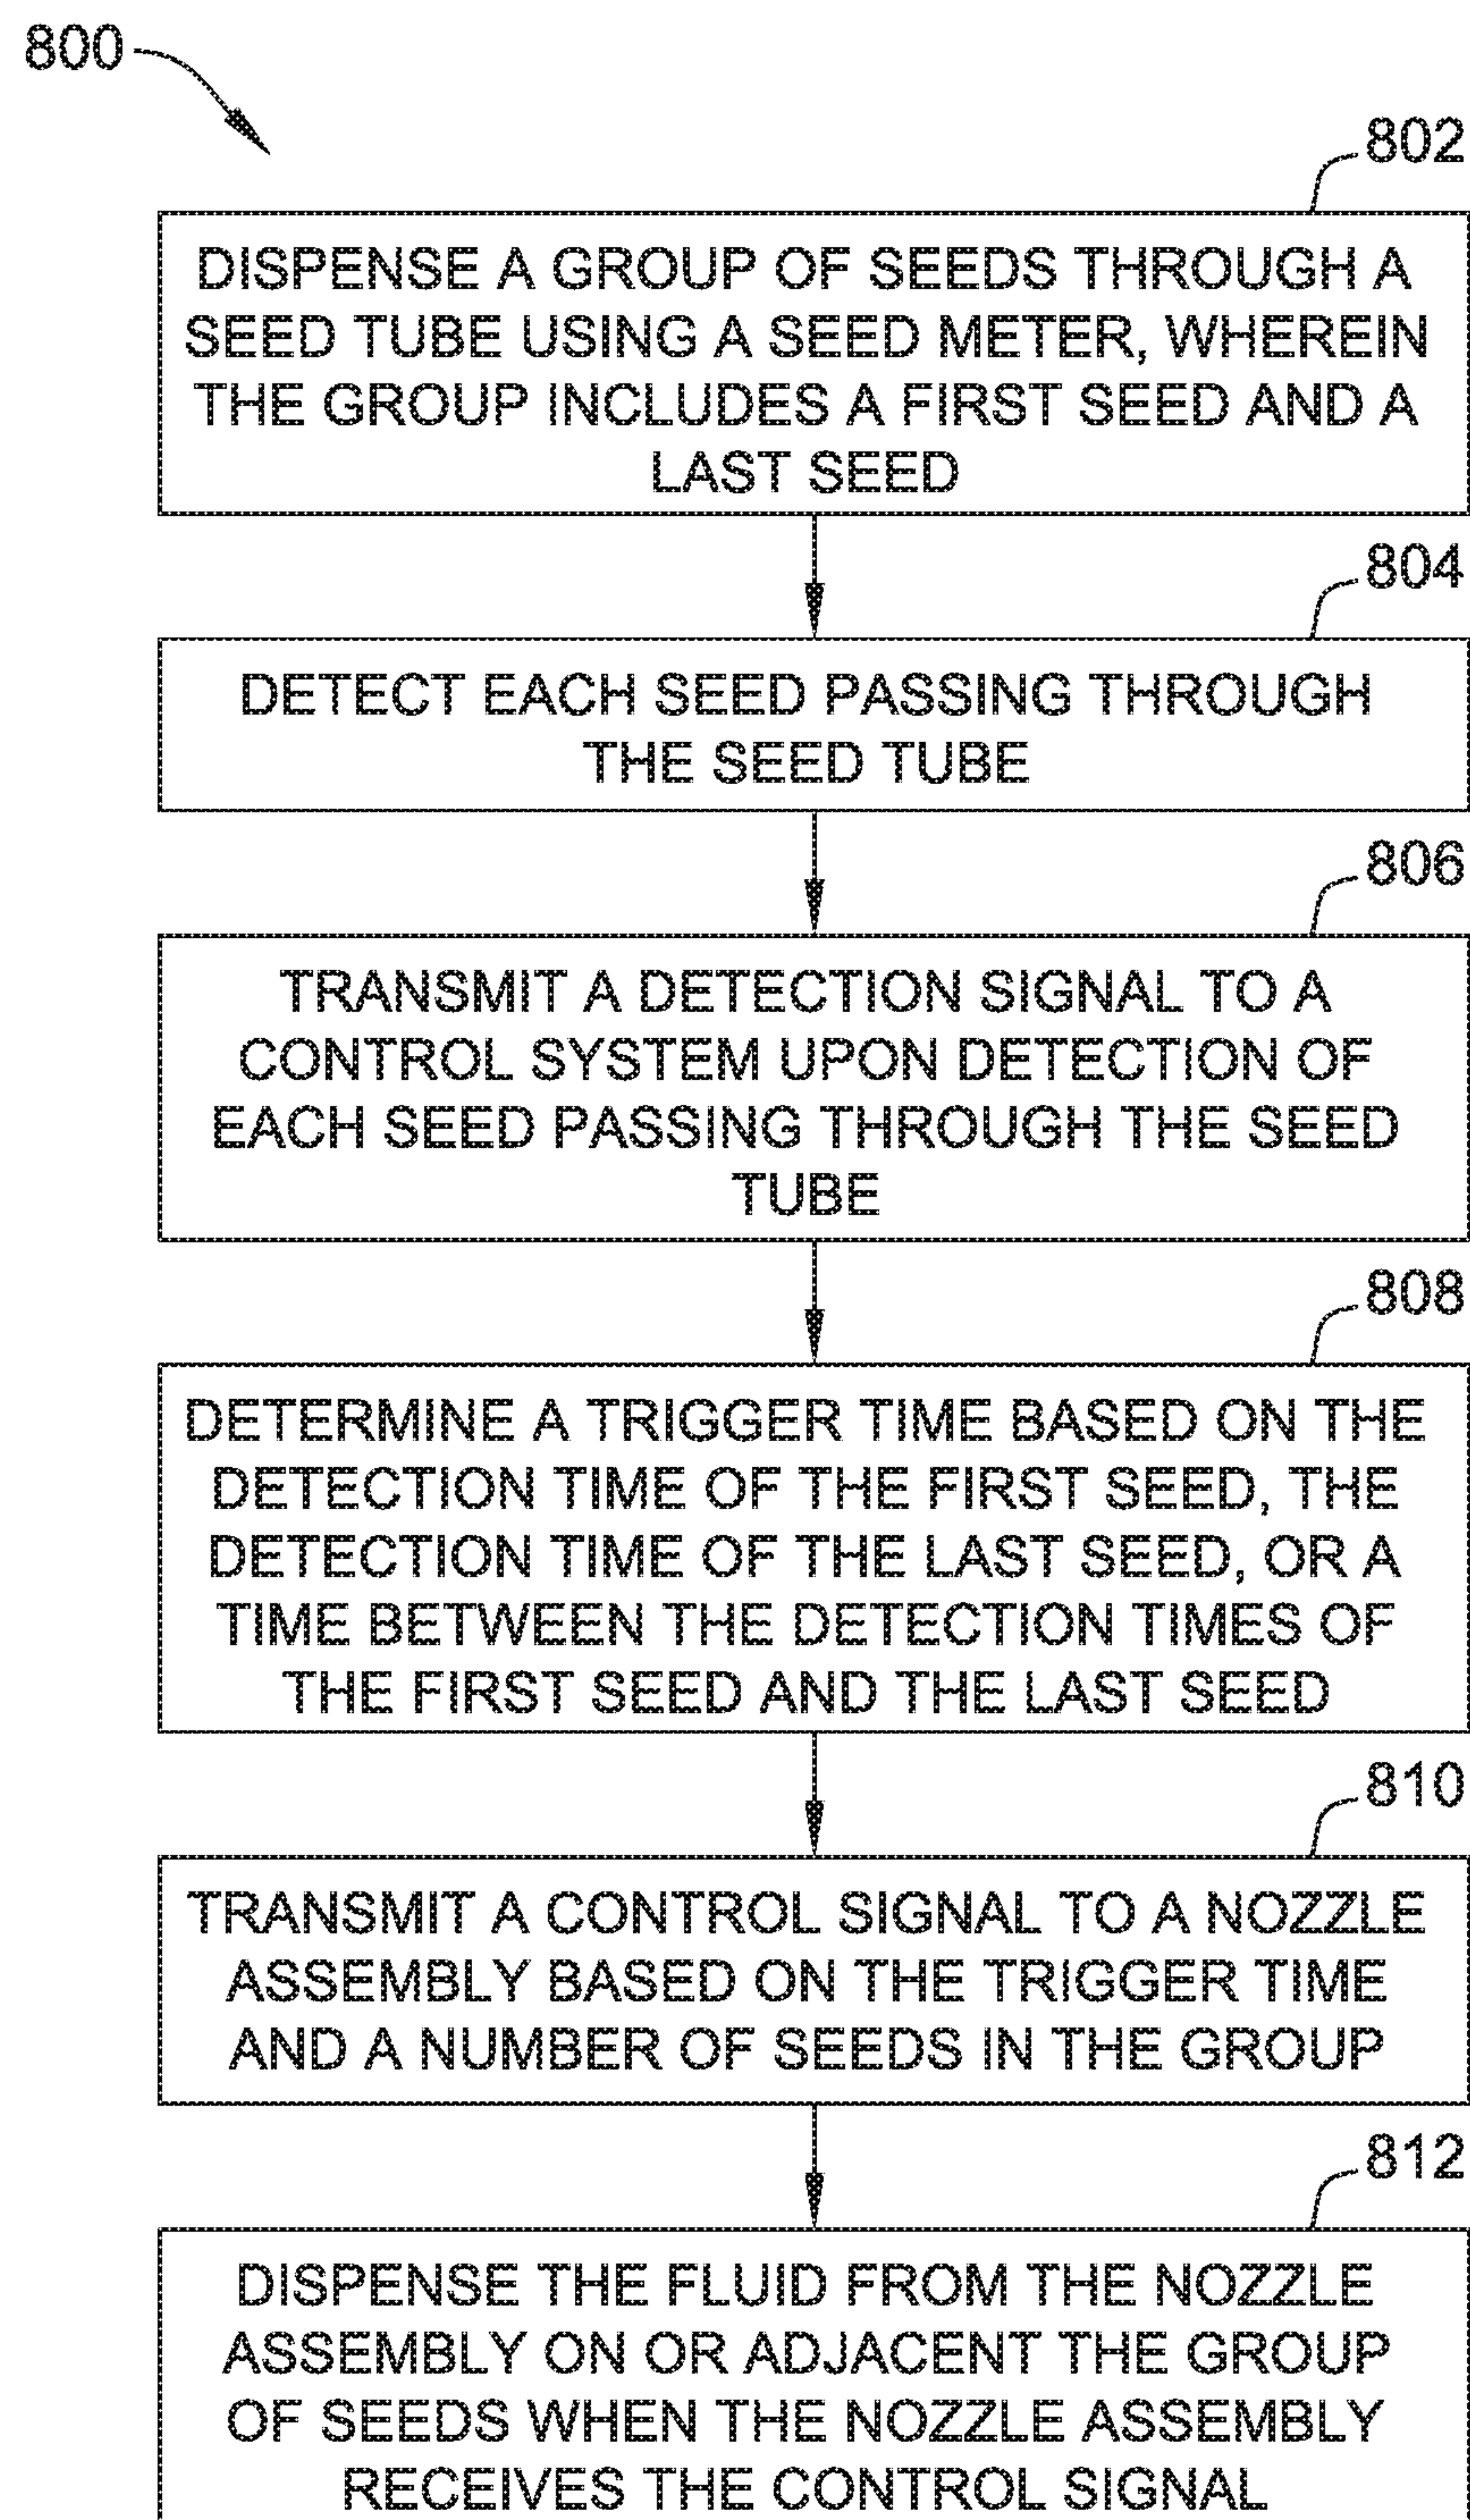 800
802
DISPENSE A GROUP OF SEEDS THROUGH A
SEED TUBE USING A SEED METER, WHEREIN
THE GROUP INCLUDES A FIRST SEED AND A
LAST SEED
804
DETECT EACH SEED PASSING THROUGH
THE SEED TUBE
806
TRANSMIT A DETECTION SIGNAL TO A
CONTROL SYSTEM UPON DETECTION OF
EACH SEED PASSING THROUGH THE SEED
TUBE
808
DETERMINE A TRIGGER TIME BASED ON THE
DETECTION TIME OF THE FIRST SEED, THE
DETECTION TIME OF THE LAST SEED, OR A
TIME BETWEEN THE DETECTION TIMES OF
THE FIRST SEED AND THE LAST SEED
810
TRANSMIT A CONTROL SIGNAL TO A NOZZLE
ASSEMBLY BASED ON THE TRIGGER TIME
AND A NUMBER OF SEEDS IN THE GROUP
812
DISPENSE THE FLUID FROM THE NOZZLE
ASSEMBLY ON OR ADJACENT THE GROUP
OF SEEDS WHEN THE NOZZLE ASSEMBLY
RECEIVES THE CONTROL SIGNAL